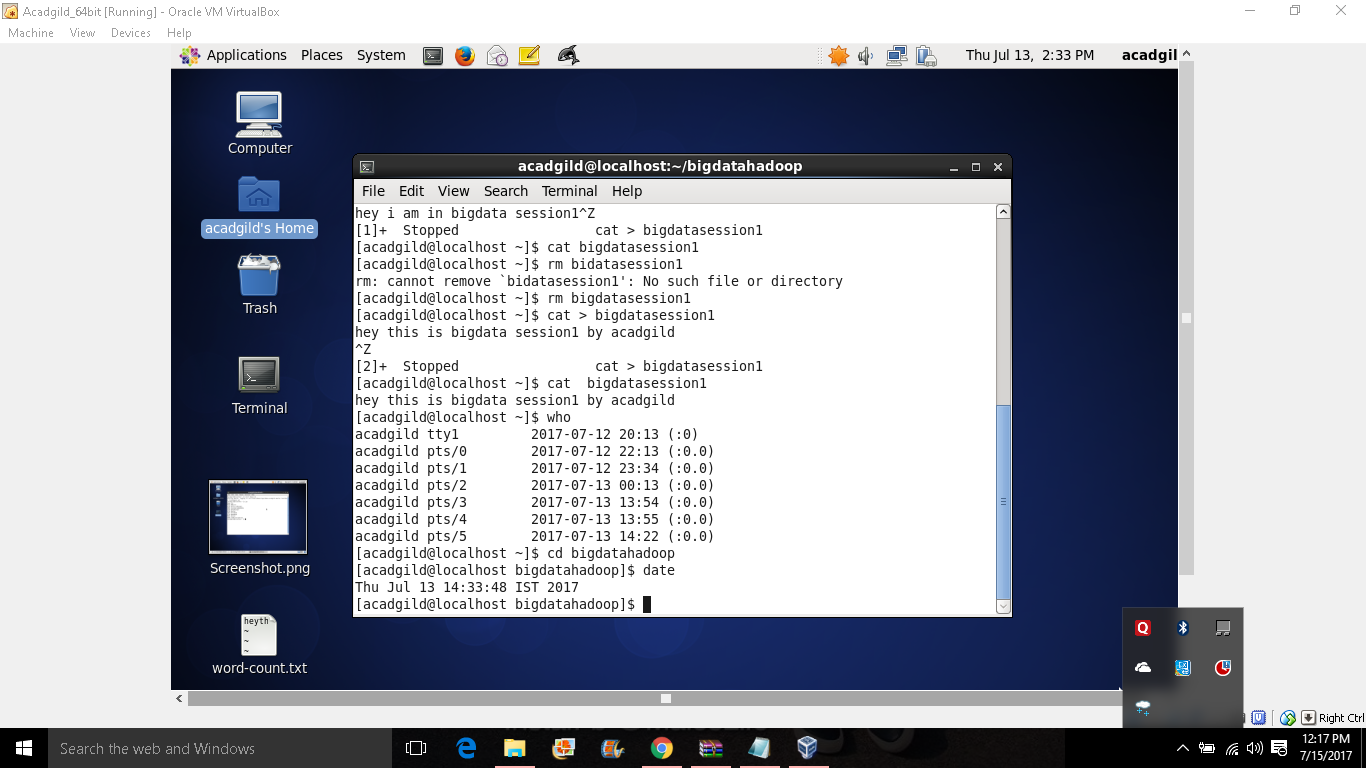 Acadgild_64bit [Running] - Oracle VM VirtualBox
Machine View Devices Help
Applications Places System Thu Jul 13, 2:33 PM acadgil
Computer
acadgild's Home
Trash
Terminal
Screenshot.png
heyth
~
~
~
word-count.txt
acadgild@localhost:~/bigdatahadoop
File Edit View Search Terminal Help
hey i am in bigdata session1^Z
[1]+  Stopped                 cat > bigdatasession1
[acadgild@localhost ~]$ cat bigdatasession1
[acadgild@localhost ~]$ rm bidatasession1
rm: cannot remove `bidatasession1': No such file or directory
[acadgild@localhost ~]$ rm bigdatasession1
[acadgild@localhost ~]$ cat > bigdatasession1
hey this is bigdata session1 by acadgild
^Z
[2]+  Stopped                 cat > bigdatasession1
[acadgild@localhost ~]$ cat  bigdatasession1
hey this is bigdata session1 by acadgild
[acadgild@localhost ~]$ who
acadgild tty1         2017-07-12 20:13 (:0)
acadgild pts/0        2017-07-12 22:13 (:0.0)
acadgild pts/1        2017-07-12 23:34 (:0.0)
acadgild pts/2        2017-07-13 00:13 (:0.0)
acadgild pts/3        2017-07-13 13:54 (:0.0)
acadgild pts/4        2017-07-13 13:55 (:0.0)
acadgild pts/5        2017-07-13 14:22 (:0.0)
[acadgild@localhost ~]$ cd bigdatahadoop
[acadgild@localhost bigdatahadoop]$ date
Thu Jul 13 14:33:48 IST 2017
[acadgild@localhost bigdatahadoop]$
Right Ctrl
Search the web and Windows
12:17 PM
7/15/2017